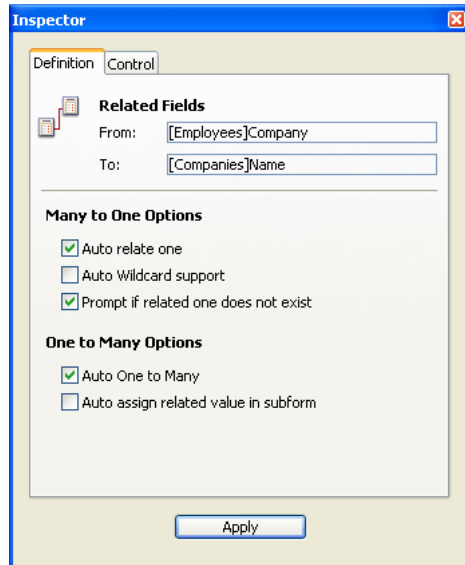 Inspector
Definition Control
Related Fields
From: [Employees]Company
To: [Companies]Name
Many to One Options
Auto relate one
Auto Wildcard support
Prompt if related one does not exist
One to Many Options
Auto One to Many
Auto assign related value in subform
Apply